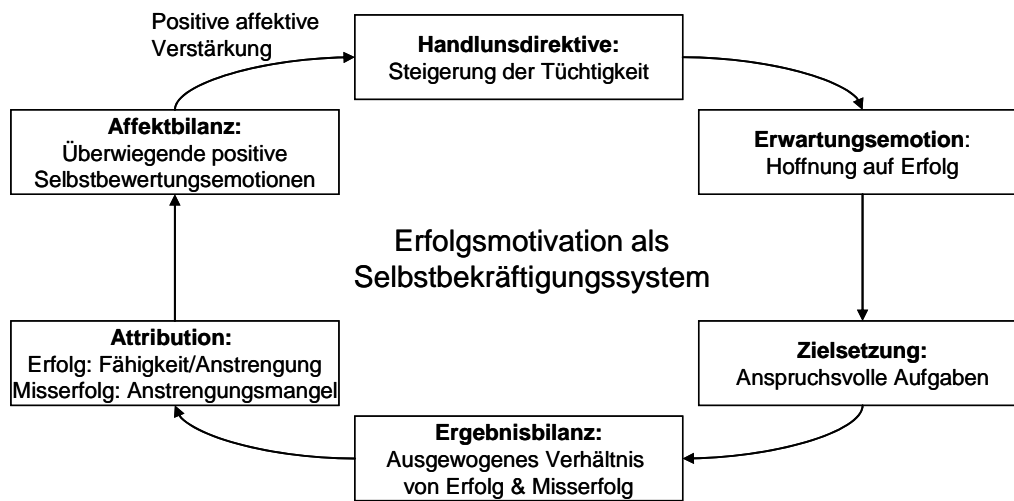 Positive affektive
Verstärkung
Handlunsdirektive:
Steigerung der Tüchtigkeit
Erwartungsemotion:
Hoffnung auf Erfolg
Zielsetzung:
Anspruchsvolle Aufgaben
Ergebnisbilanz:
Ausgewogenes Verhältnis
von Erfolg & Misserfolg
Attribution:
Erfolg: Fähigkeit/Anstrengung
Misserfolg: Anstrengungsmangel
Affektbilanz:
Überwiegende positive
Selbstbewertungsemotionen
Erfolgsmotivation als
Selbstbekräftigungssystem